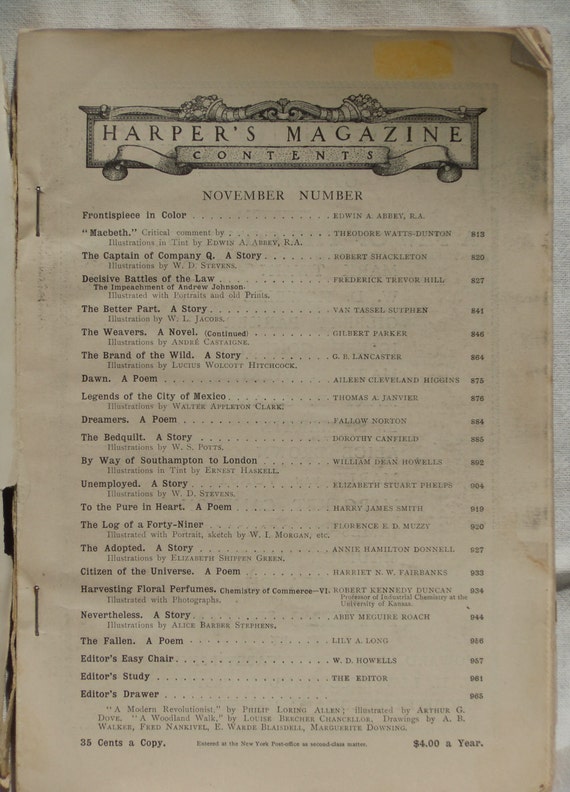 HARPER'S MAGAZINE
CONTENTS
NOVEMBER NUMBER
Frontispiece in Color . . . . . . . . . . . . . . . . EDWIN A. ABBEY, R.A.
"Macbeth." Critical comment by . . . . . . . . . . . . THEODORE WATTS-DUNTON 812
Illustrations in Tint by EDWIN A. ABBEY, R.A.
The Captain of Company Q. A Story . . . . . . . . ROBERT SHACKLETON 820
Illustrations by W. D. STEVENS.
Decisive Battles of the Law . . . . . . . . . . . . . FREDERICK TREVOR HILL 827
The Impeachment of Andrew Johnson.
Illustrated with Portraits and old Prints.
The Better Part. A Story . . . . . . . . . . . . . . VAN TASSEL SUTPHEN 841
Illustration by W. L. JACOBS.
The Weavers. A Novel. (Continued) . . . . . . . . . GILBERT PARKER 846
Illustrations by ANDRÉ CASTAIGNE.
The Brand of the Wild. A Story . . . . . . . . . . G. B. LANCASTER 864
Illustrations by LUCIUS WOLCOTT HITCHCOCK.
Dawn. A Poem . . . . . . . . . . . . . . . . . . . AILEEN CLEVELAND HIGGINS 875
Legends of the City of Mexico . . . . . . . . . . . . THOMAS A. JANVIER 876
Illustrations by WALTER APPLETON CLARK.
Dreamers. A Poem . . . . . . . . . . . . . . . . . FALLOW NORTON 884
The Bedquilt. A Story . . . . . . . . . . . . . . . DOROTHY CANFIELD 885
Illustrations by W. S. POTTS.
By Way of Southampton to London . . . . . . . . . WILLIAM DEAN HOWELLS 892
Illustrations in Tint by ERNEST HASKELL.
Unemployed. A Story . . . . . . . . . . . . . . . . ELIZABETH STUART PHELPS 904
Illustrations by W. D. STEVENS.
To the Pure in Heart. A Poem . . . . . . . . . . . HARRY JAMES SMITH 919
The Log of a Forty-Niner . . . . . . . . . . . . . . FLORENCE E. D. MUZZY 920
Illustrated with Portrait, sketch by W. I. MORGAN, etc.
The Adopted. A Story . . . . . . . . . . . . . . . ANNIE HAMILTON DONNELL 927
Illustrations by ELIZABETH SHIPPEN GREEN.
Citizen of the Universe. A Poem . . . . . . . . . . HARRIET N. W. FAIRBANKS 933
Harvesting Floral Perfumes. Chemistry of Commerce—VI. ROBERT KENNEDY DUNCAN 934
Illustrated with Photographs. Professor of Industrial Chemistry at the
University of Kansas.
Nevertheless. A Story . . . . . . . . . . . . . . . ABBY MEGUIRE ROACH 944
Illustrations by ALICE BARBER STEPHENS.
The Fallen. A Poem . . . . . . . . . . . . . . . . LILY A. LONG 956
Editor's Easy Chair . . . . . . . . . . . . . . . . . W. D. HOWELLS 957
Editor's Study . . . . . . . . . . . . . . . . . . . THE EDITOR 961
Editor's Drawer . . . . . . . . . . . . . . . . . . . 965
"A Modern Revolutionist," by PHILIP LORING ALLEN; illustrated by ARTHUR G.
DOVE. "A Woodland Walk," by LOUISE BEECHER CHANCELLOR. Drawings by A. B.
WALKER, FRED NANKIVEL, E. WARDE BLAISDELL, MARGUERITE DOWNING.
35 Cents a Copy. Entered at the New York Post-office as second-class matter. $4.00 a Year.